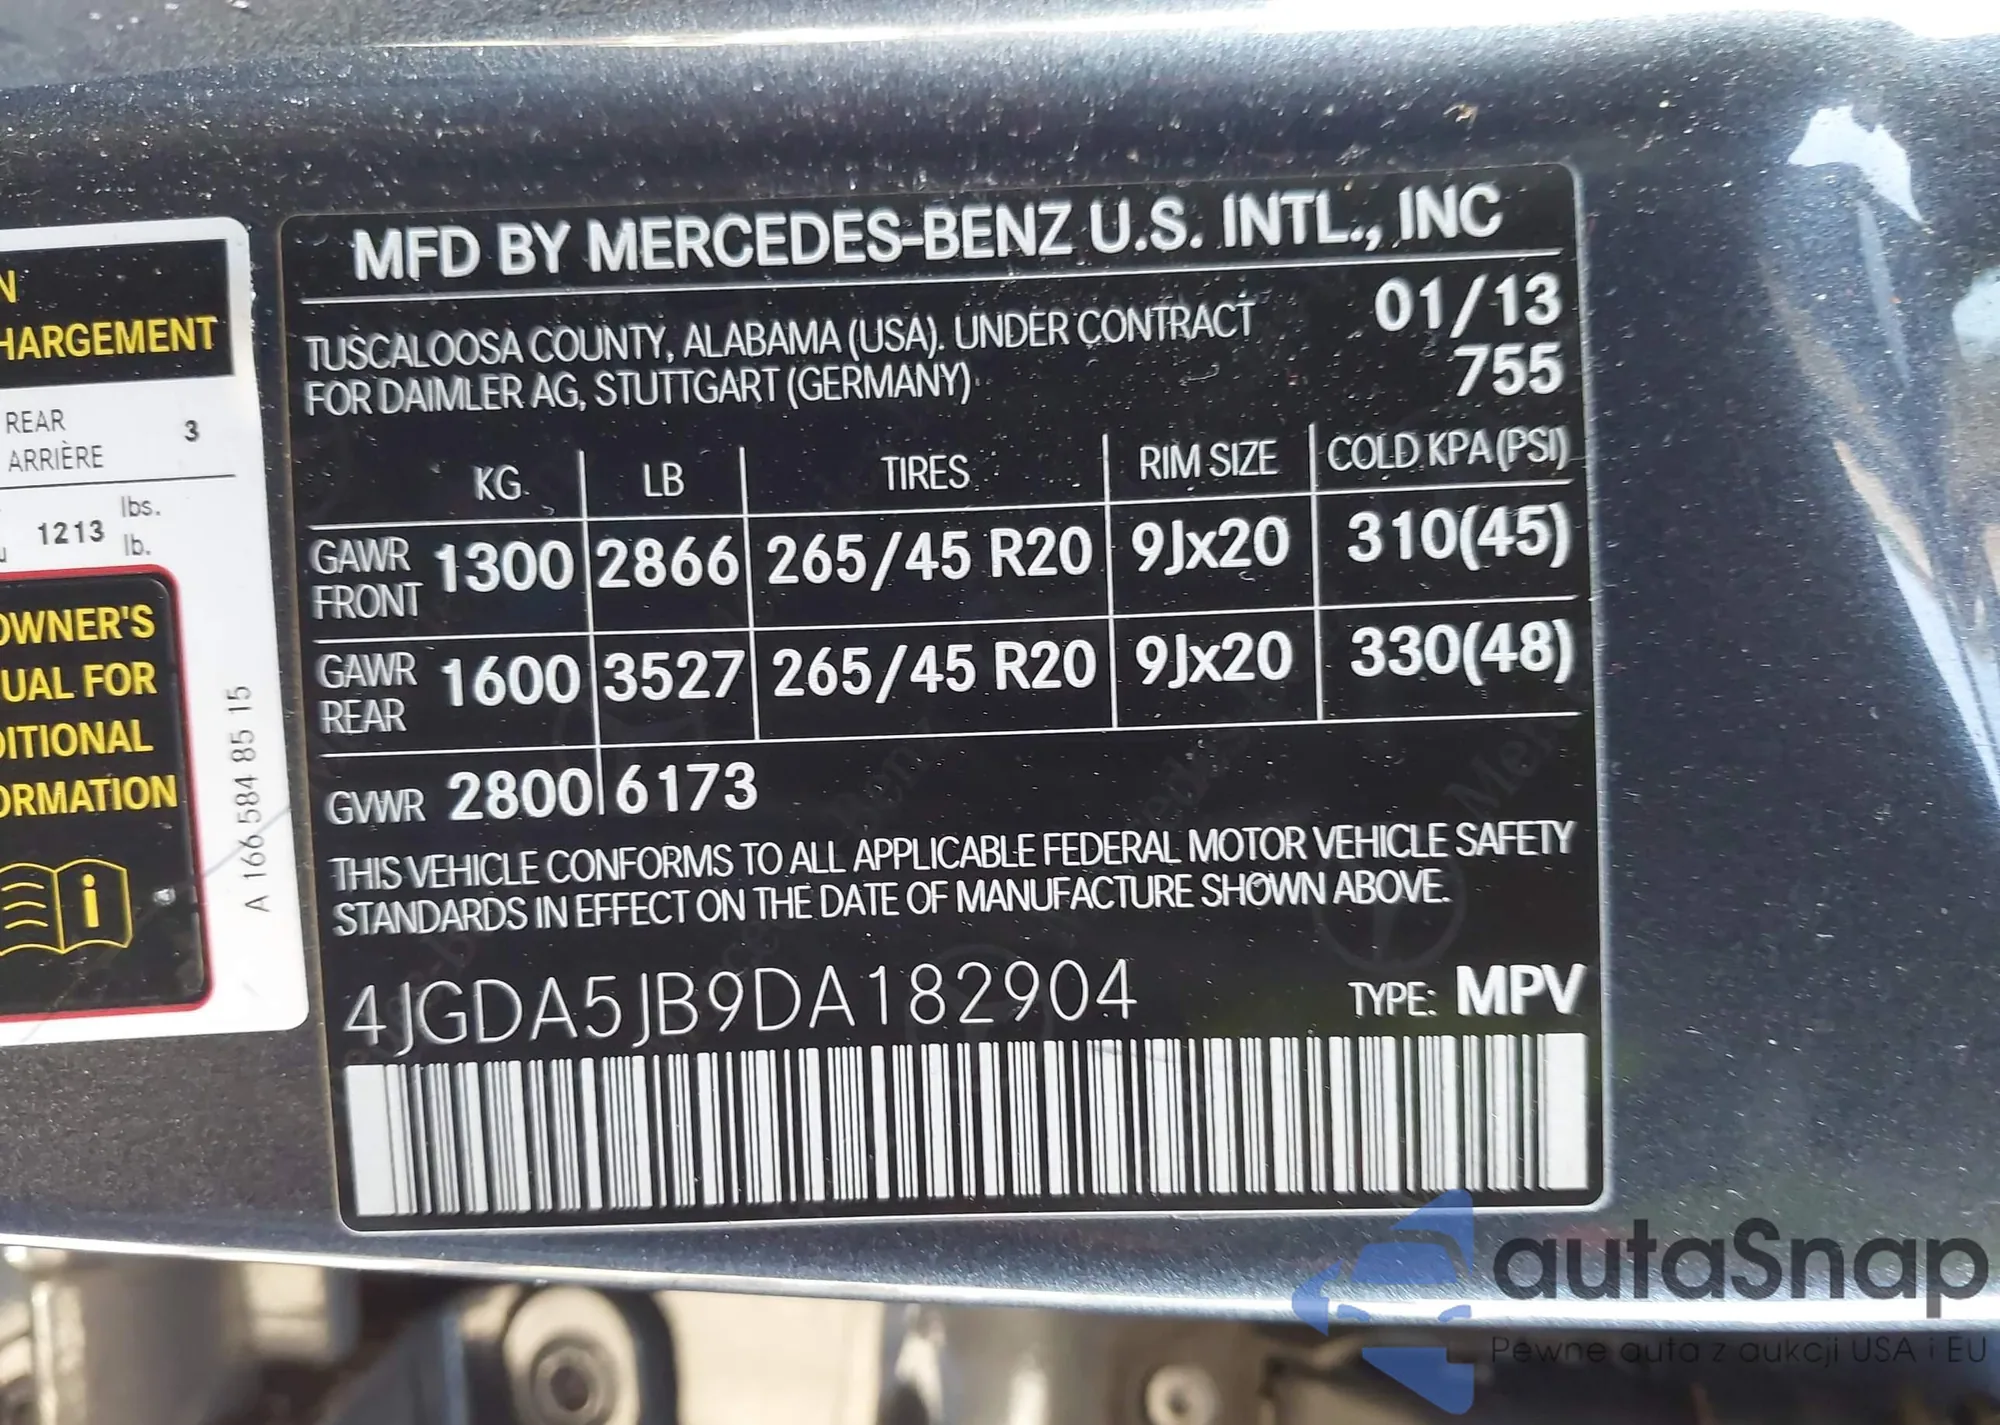 N
HARGEMENT
REAR
ARRIÈRE
3
lbs.
1213
lb.
OWNER'S
UAL FOR
DITIONAL
ORMATION
i
A 166 584 85 15
MFD BY MERCEDES-BENZ U.S. INTL., INC
TUSCALOOSA COUNTY, ALABAMA (USA). UNDER CONTRACT
FOR DAIMLER AG, STUTTGART (GERMANY)
01/13
755
KG LB TIRES RIM SIZE COLD KPA (PSI)
GAWR FRONT 1300 2866 265/45 R20 9Jx20 310(45)
GAWR REAR 1600 3527 265/45 R20 9Jx20 330(48)
GVWR 2800 6173
THIS VEHICLE CONFORMS TO ALL APPLICABLE FEDERAL MOTOR VEHICLE SAFETY
STANDARDS IN EFFECT ON THE DATE OF MANUFACTURE SHOWN ABOVE.
4JGDA5JB9DA182904
TYPE: MPV
autaSnap
Pewne auta z aukcji USA i EU